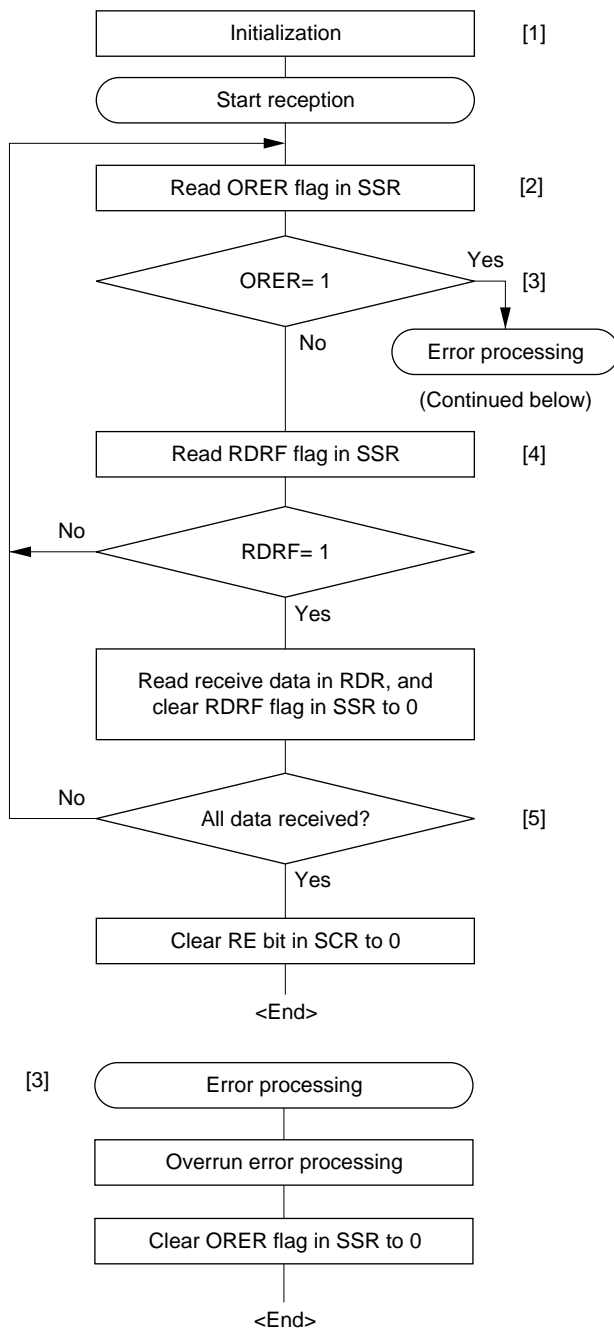 Initialization
[1]
Start reception
Read ORER flag in SSR
[2]
ORER= 1
Yes
[3]
No
Error processing
(Continued below)
Read RDRF flag in SSR
[4]
No
RDRF= 1
Yes
Read receive data in RDR, and
clear RDRF flag in SSR to 0
No
All data received?
[5]
Yes
Clear RE bit in SCR to 0
<End>
[3]
Error processing
Overrun error processing
Clear ORER flag in SSR to 0
<End>